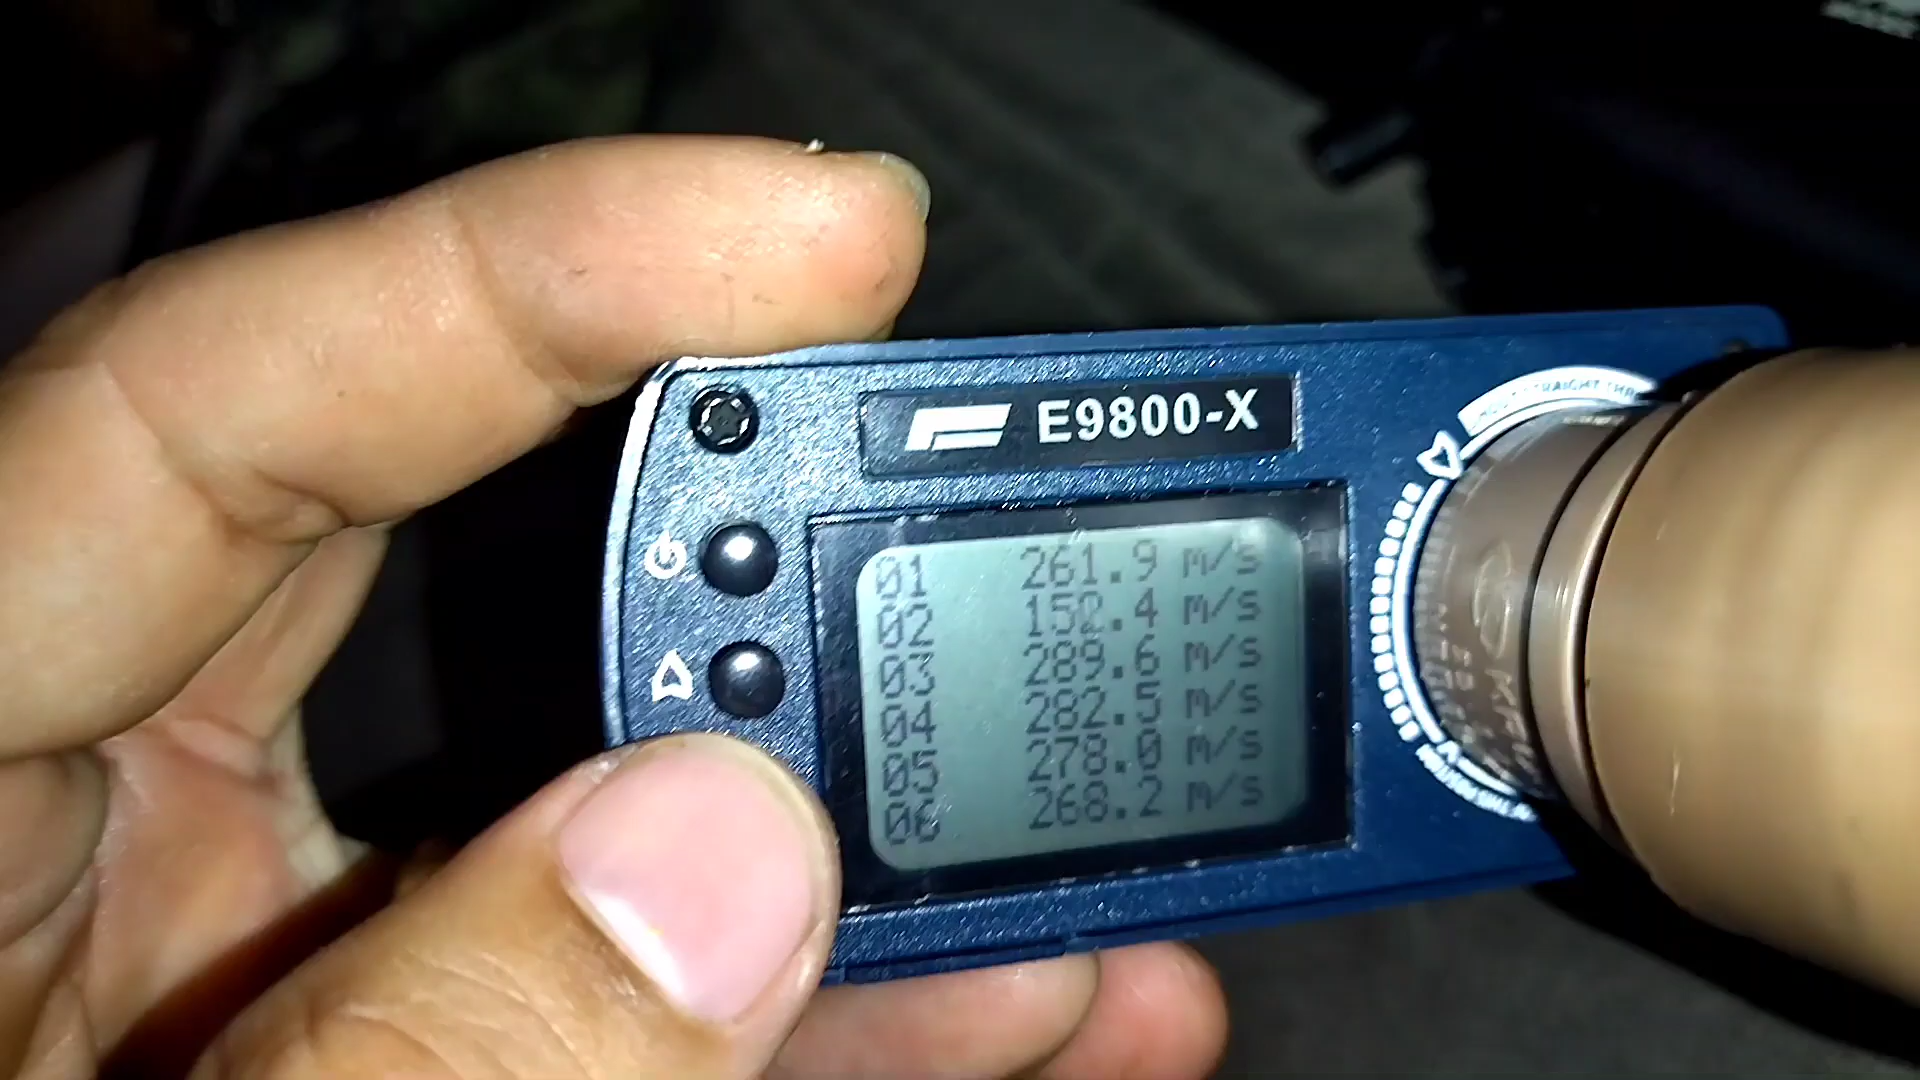 E9800-X
01 261.9 m/s
02 152.4 m/s
03 289.6 m/s
04 282.5 m/s
05 278.0 m/s
06 268.2 m/s